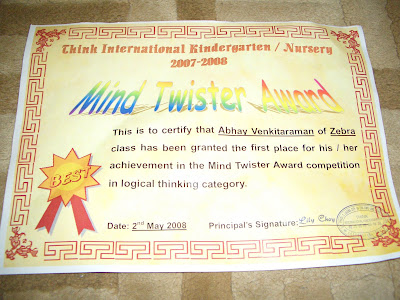 Think International Kindergarten / Nursery
2007-2008
Mind Twister Award
This is to certify that Abhay Venkitaraman of Zebra
class has been granted the first place for his / her
achievement in the Mind Twister Award competition
in logical thinking category.
BEST
Date: 2nd May 2008 Principal's Signature: